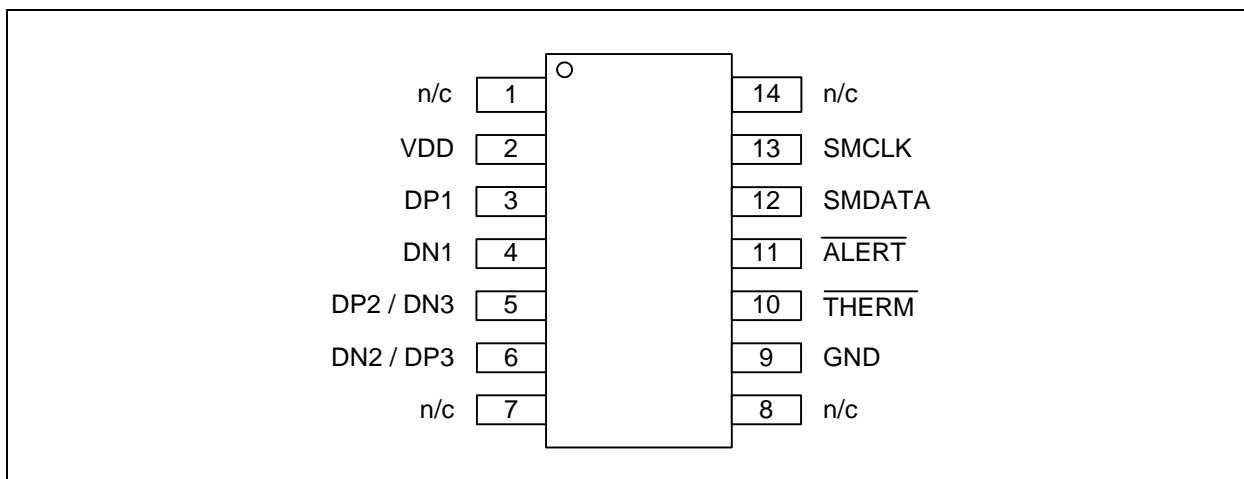 n/c 1 14 n/c
VDD 2 13 SMCLK
DP1 3 12 SMDATA
DN1 4 11 ALERT
DP2 / DN3 5 10 THERM
DN2 / DP3 6 9 GND
n/c 7 8 n/c